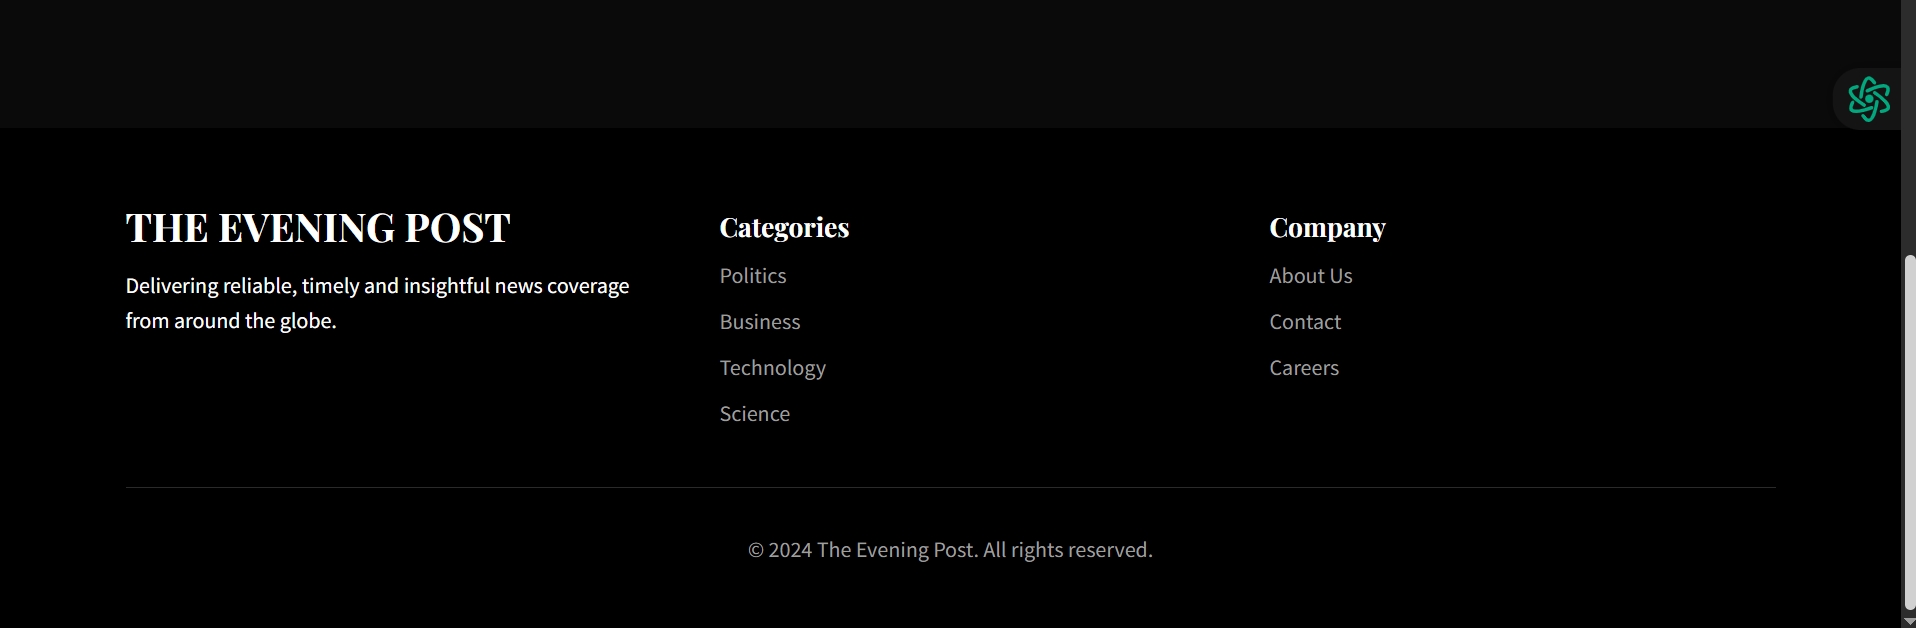 THE EVENING POST
Delivering reliable, timely and insightful news coverage
from around the globe.
Categories
Politics
Business
Technology
Science
Company
About Us
Contact
Careers
© 2024 The Evening Post. All rights reserved.